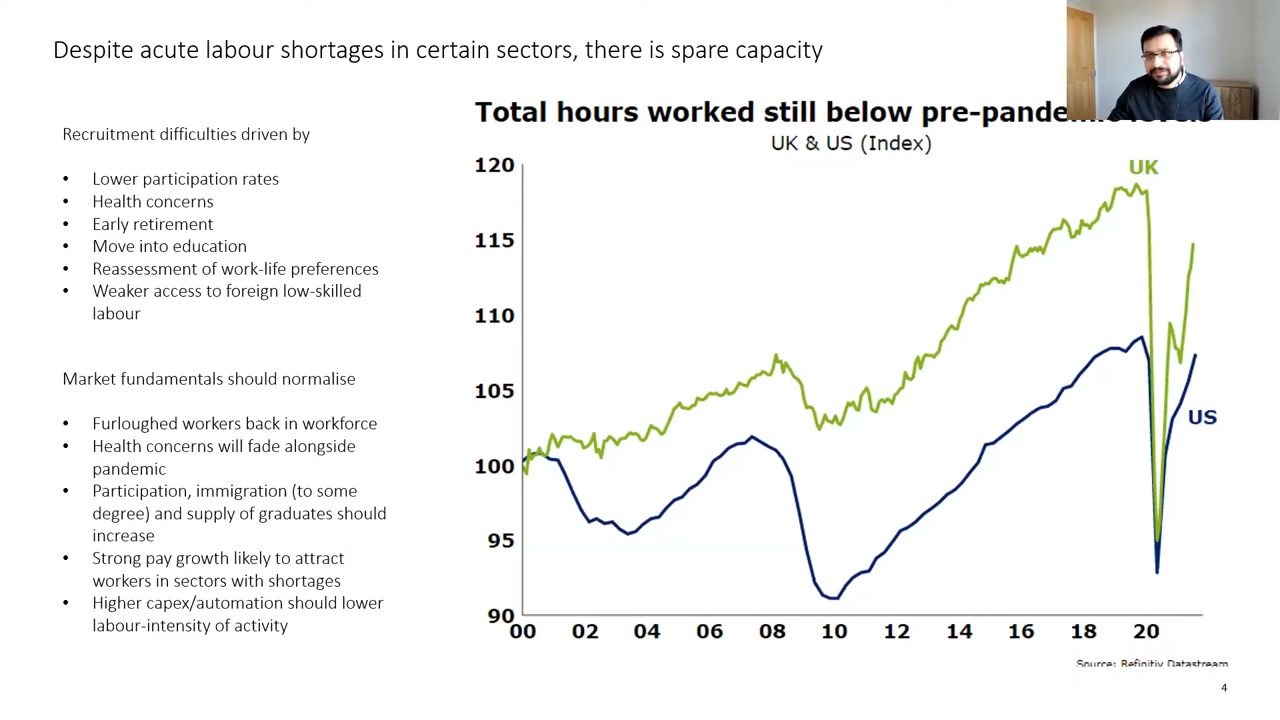 Despite acute labour shortages in certain sectors, there is spare capacity
Recruitment difficulties driven by
• Lower participation rates
• Health concerns
• Early retirement
• Move into education
• Reassessment of work-life preferences
• Weaker access to foreign low-skilled
labour
Market fundamentals should normalise
• Furloughed workers back in workforce
• Health concerns will fade alongside
pandemic
• Participation, immigration (to some
degree) and supply of graduates should
increase
• Strong pay growth likely to attract
workers in sectors with shortages
• Higher capex/automation should lower
labour-intensity of activity
Total hours worked still below
UK & US (Index)
120
115
110
105
100
95
90
UK
US
00 02 04 06 08 10 12 14 16 18 20
Source: Refinitiv Datastream
4